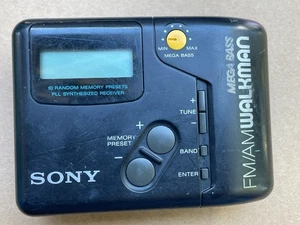 MIN MAX
MEGA BASS
10 RANDOM MEMORY PRESETS
PLL SYNTHESIZED RECEIVER
+
TUNE
−
MEMORY
PRESET
+
−
BAND
ENTER
SONY
MEGA BASS
FM/AM WALKMAN